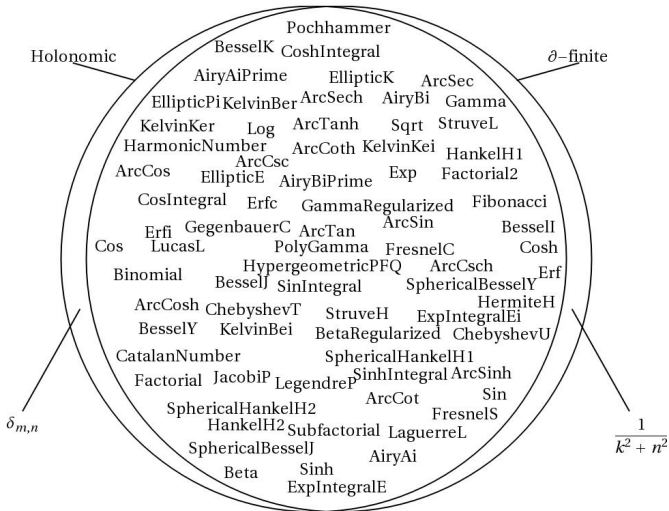 Pochhammer
BesselK CoshIntegral
Holonomic ∂−finite
AiryAiPrime EllipticK ArcSec
EllipticPi KelvinBer ArcSech AiryBi Gamma
KelvinKer Log ArcTanh Sqrt StruveL
HarmonicNumber ArcCoth KelvinKei HankelH1
ArcCos ArcCsc Exp Factorial2
EllipticE AiryBiPrime
CosIntegral Erfc GammaRegularized Fibonacci
Erfi GegenbauerC ArcTan ArcSin BesselI
Cos LucasL PolyGamma FresnelC Cosh
Binomial HypergeometricPFQ ArcCsch Erf
BesselJ SinIntegral SphericalBesselY
ArcCosh ChebyshevT StruveH ExpIntegralEi HermiteH
BesselY KelvinBei BetaRegularized ChebyshevU
CatalanNumber SphericalHankelH1
Factorial JacobiP LegendreP SinhIntegral ArcSinh
SphericalHankelH2 ArcCot Sin
FresnelS
δm,n HankelH2 Subfactorial LaguerreL 1/(k² + n²)
SphericalBesselJ AiryAi
Beta Sinh
ExpIntegralE